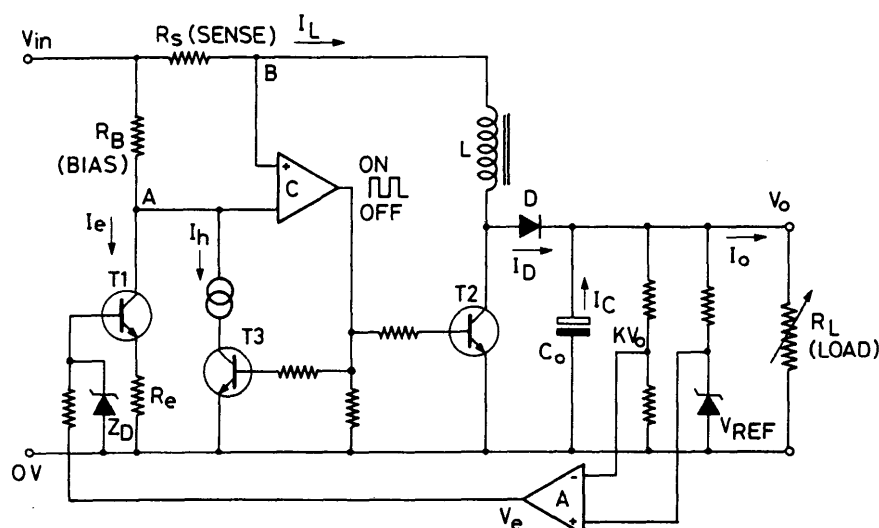 Vin
RS (SENSE)
IL
B
RB
(BIAS)
L
+
C
ON
OFF
A
Ie
Ih
D
Vo
ID
Io
T1
T2
IC
T3
Co
KVo
RL
(LOAD)
Re
ZD
VREF
OV
Ve
A
-
+